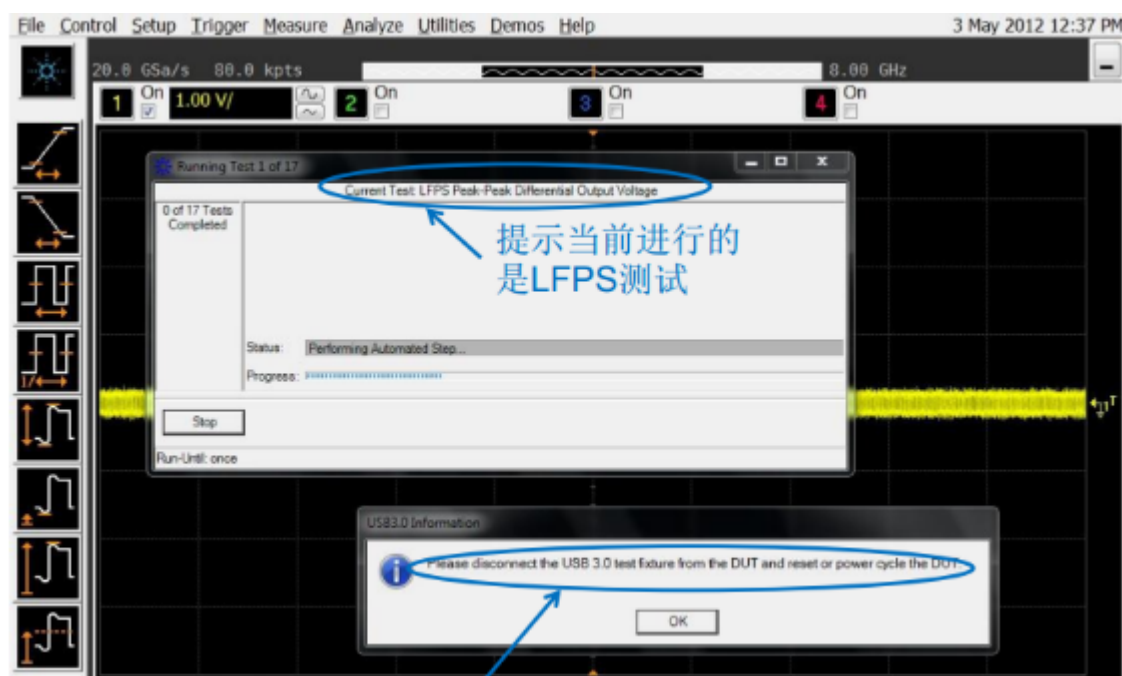 File Control Setup Trigger Measure Analyze Utilities Demos Help 3 May 2012 12:37 PM
20.0 GSa/s 80.0 kpts 8.00 GHz
1 On 1.00 V/ 2 On 3 On 4 On
Running Test 1 of 17
Current Test: LFPS Peak-Peak Differential Output Voltage
0 of 17 Tests
Completed
提示当前进行的
是LFPS测试
Status: Performing Automated Step...
Progress:
T
Stop
Run-Until: once
1/
USB3.0 Information
Please disconnect the USB 3.0 test fixture from the DUT and reset or power cycle the DUT.
OK